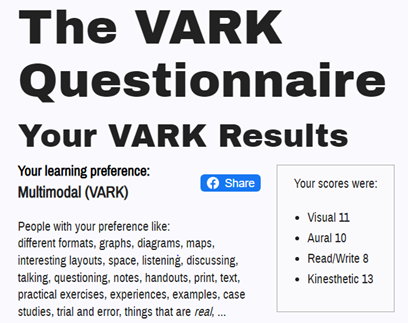 The VARK
Questionnaire
Your VARK Results
Your learning preference:
Multimodal (VARK)
Share
People with your preference like:
different formats, graphs, diagrams, maps,
interesting layouts, space, listening, discussing,
talking, questioning, notes, handouts, print, text,
practical exercises, experiences, examples, case
studies, trial and error, things that are real, ...
Your scores were:
Visual 11
Aural 10
Read/Write 8
Kinesthetic 13